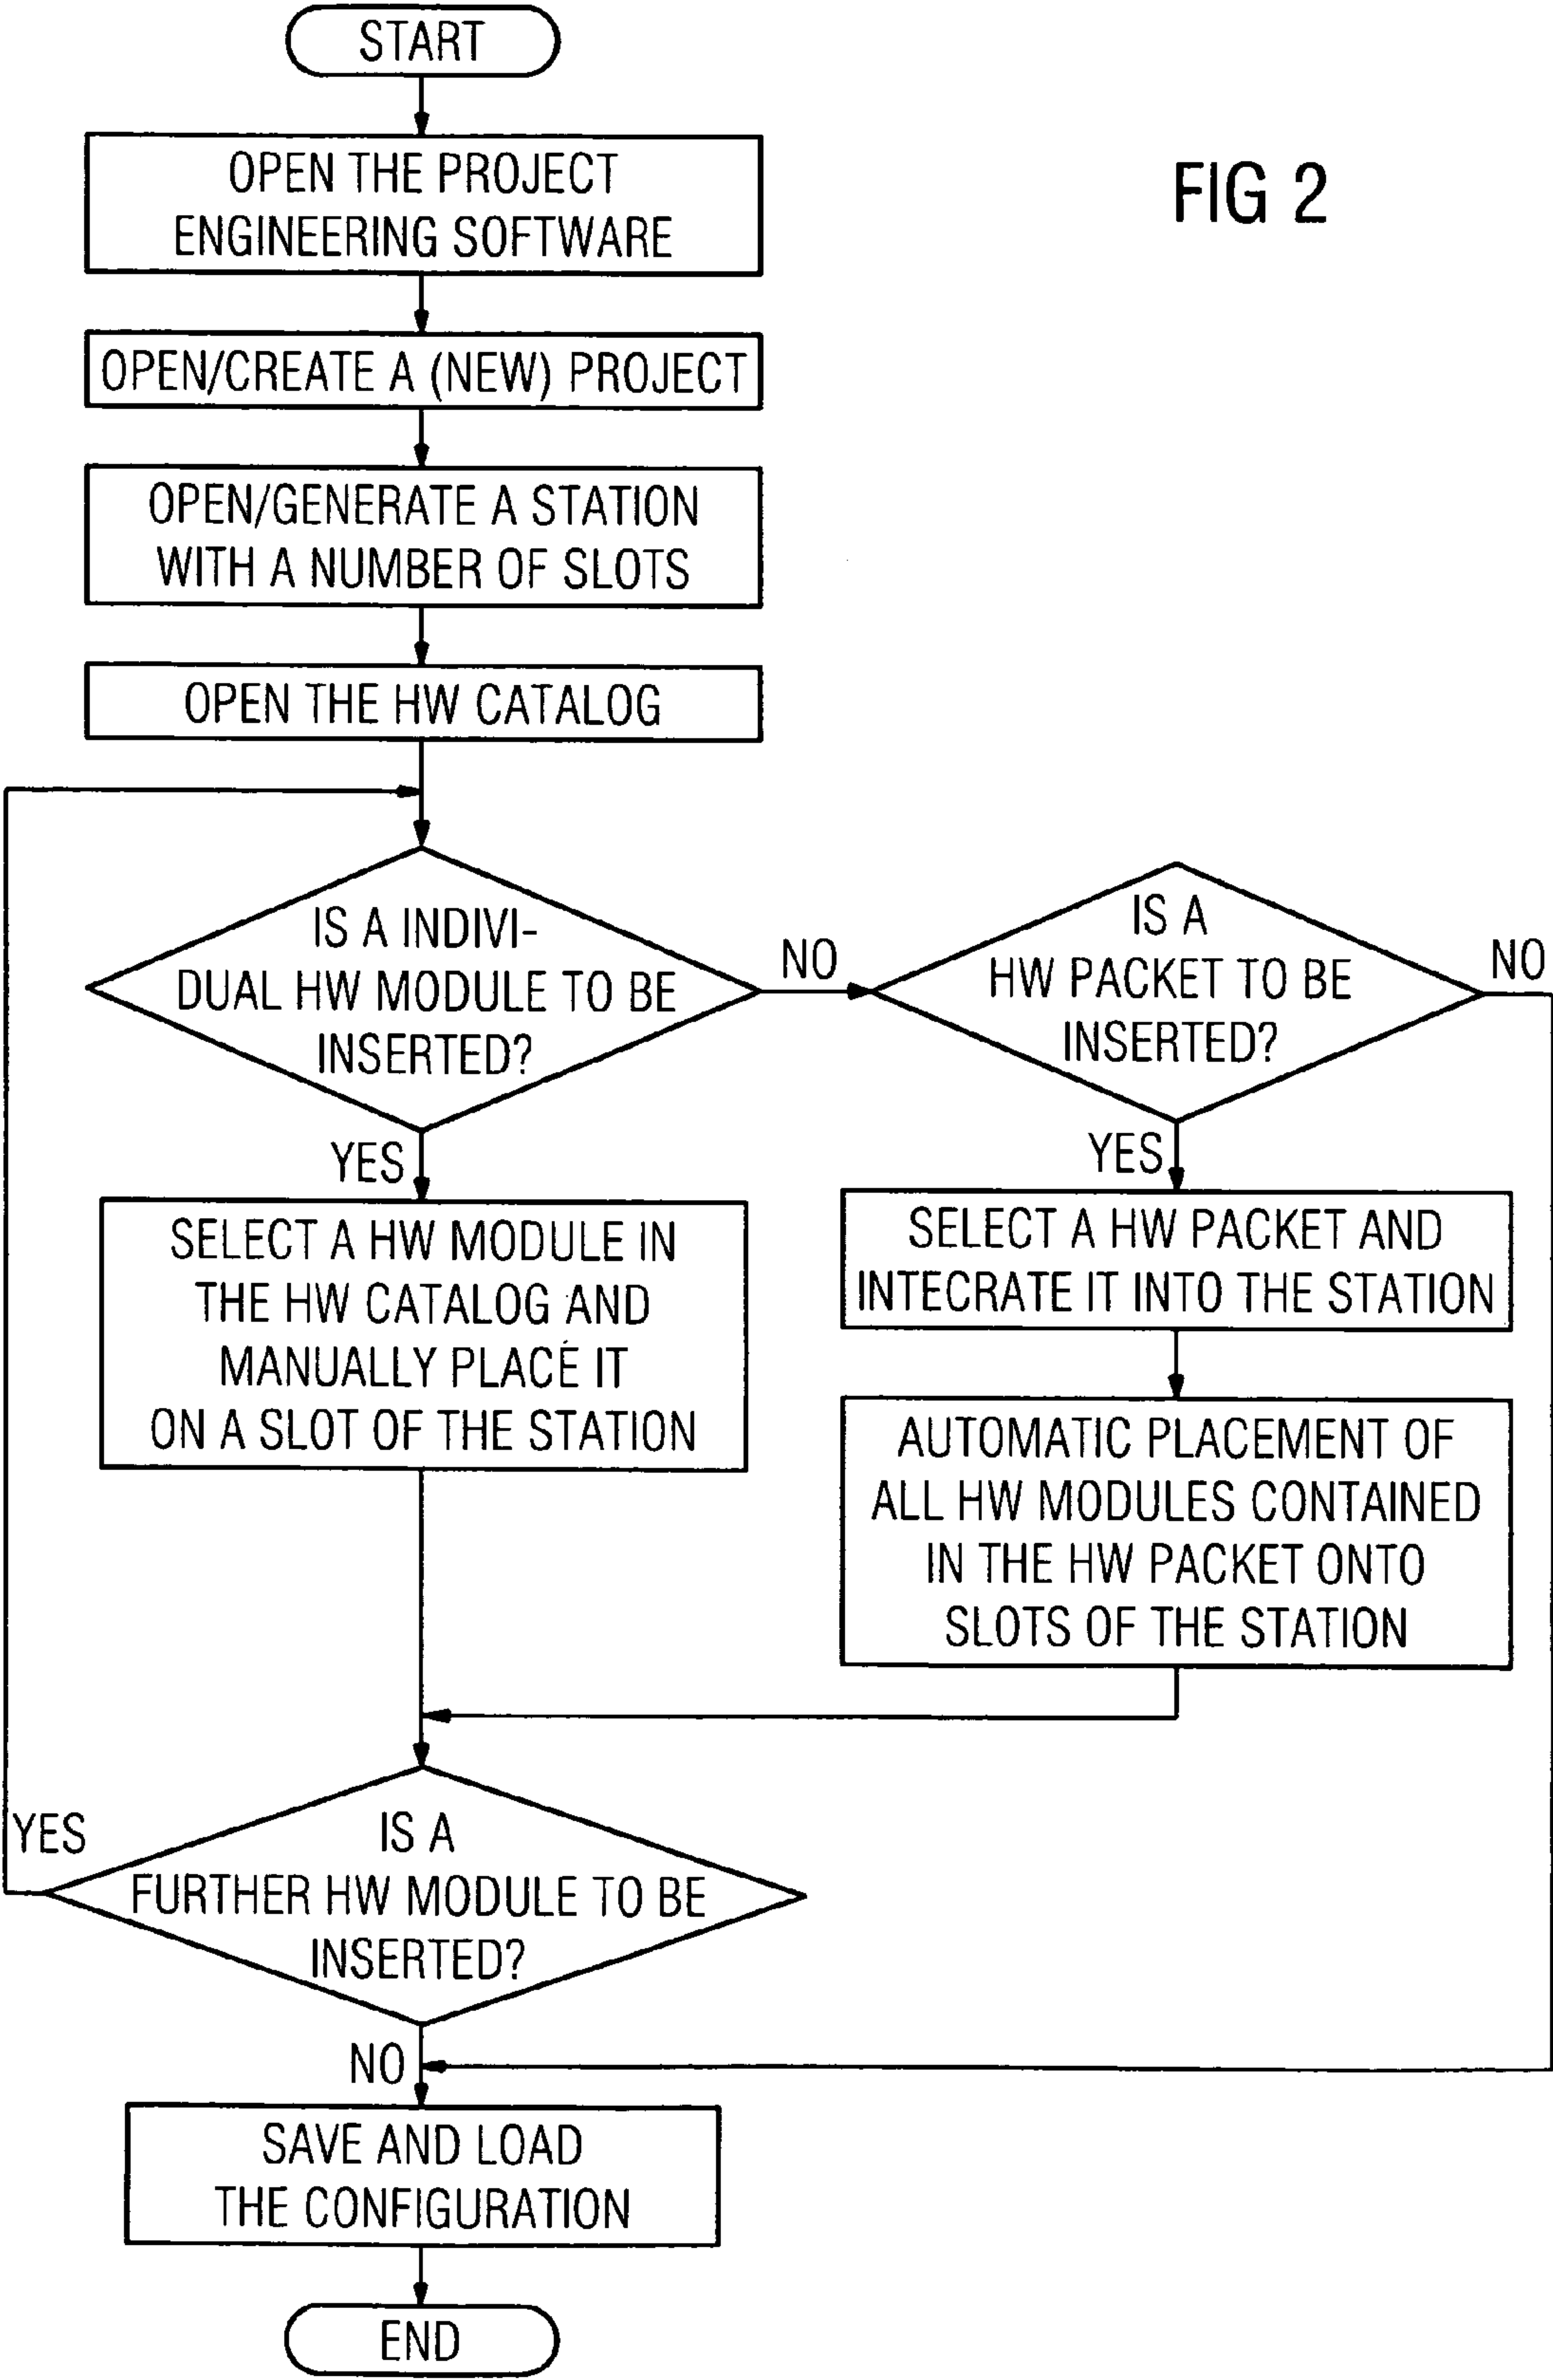 START
OPEN THE PROJECT
ENGINEERING SOFTWARE
FIG 2
OPEN/CREATE A (NEW) PROJECT
OPEN/GENERATE A STATION
WITH A NUMBER OF SLOTS
OPEN THE HW CATALOG
IS A INDIVI-
DUAL HW MODULE TO BE
INSERTED?
NO
IS A
HW PACKET TO BE
INSERTED?
NO
YES
SELECT A HW MODULE IN
THE HW CATALOG AND
MANUALLY PLACE IT
ON A SLOT OF THE STATION
YES
SELECT A HW PACKET AND
INTECRATE IT INTO THE STATION
AUTOMATIC PLACEMENT OF
ALL HW MODULES CONTAINED
IN THE HW PACKET ONTO
SLOTS OF THE STATION
YES
IS A
FURTHER HW MODULE TO BE
INSERTED?
NO
SAVE AND LOAD
THE CONFIGURATION
END